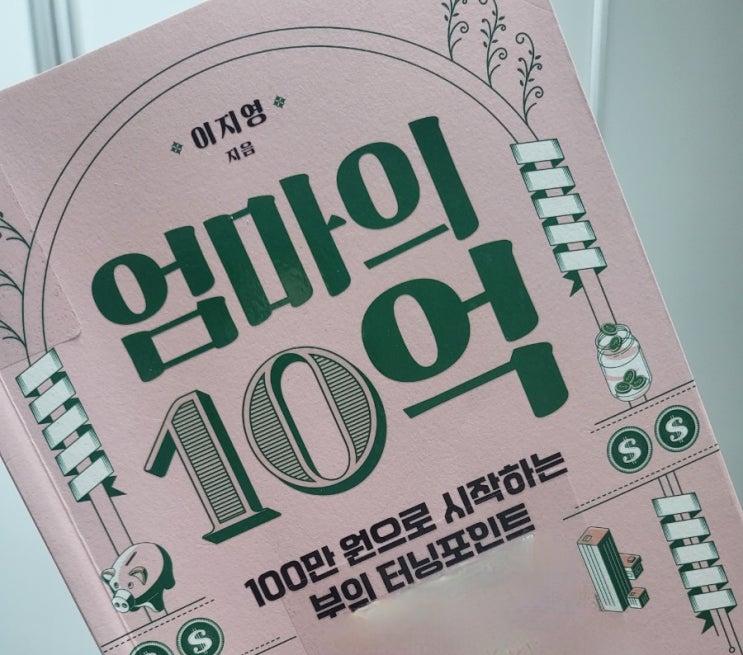 이지영
지음
엄마의
10억
100만 원으로 시작하는
부의 터닝포인트
$ $
$